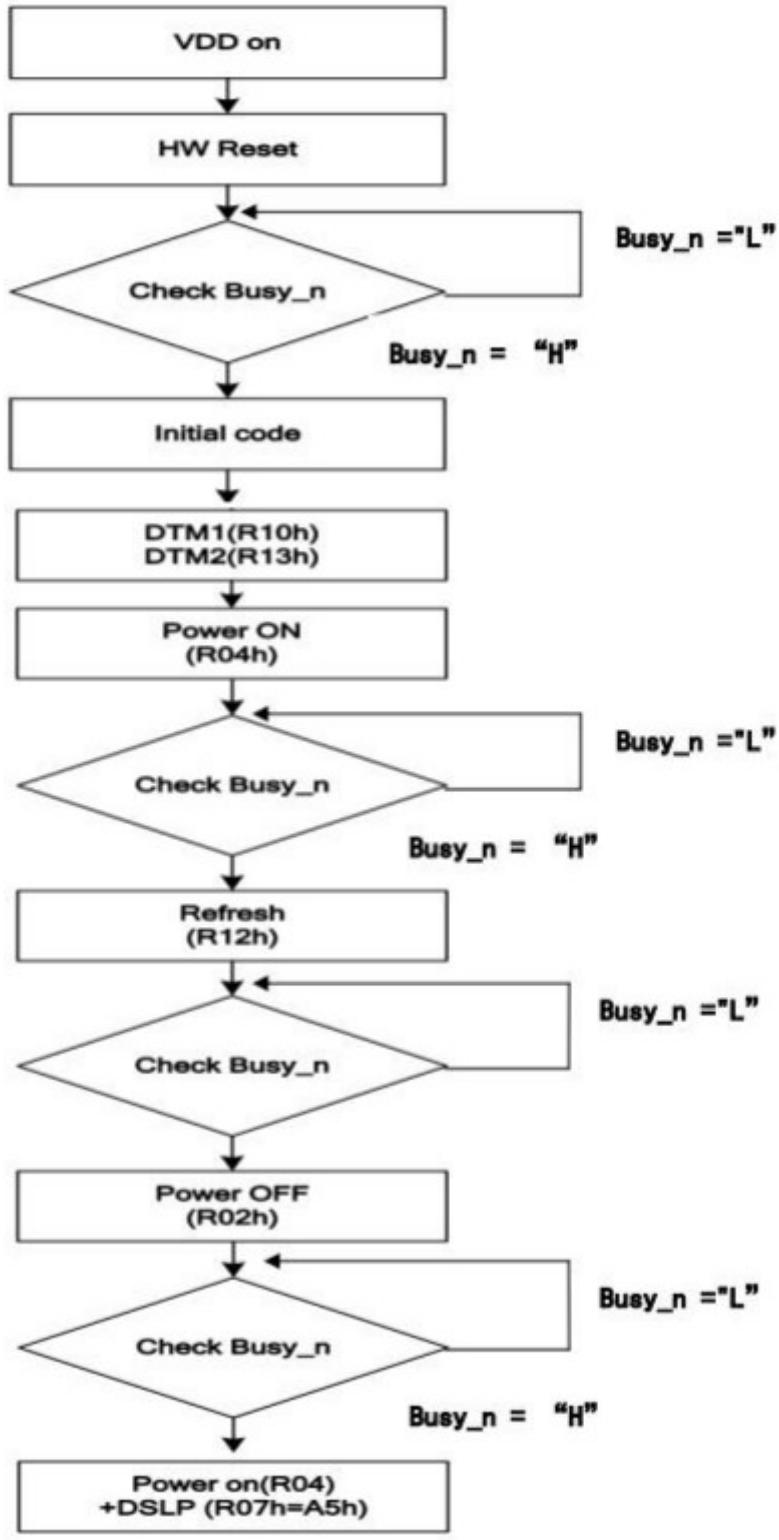 VDD on
HW Reset
Busy_n ="L”
Check Busy_n
Busy_n = “H”
Initial code
DTM1(R10h)
DTM2(R13h)
Power ON
(R04h)
Busy_n ="L”
Check Busy_n
Busy_n = “H”
Refresh
(R12h)
Busy_n ="L”
Check Busy_n
Power OFF
(R02h)
Busy_n ="L”
Check Busy_n
Busy_n = “H”
Power on(R04)
+DSLP (R07h=A5h)